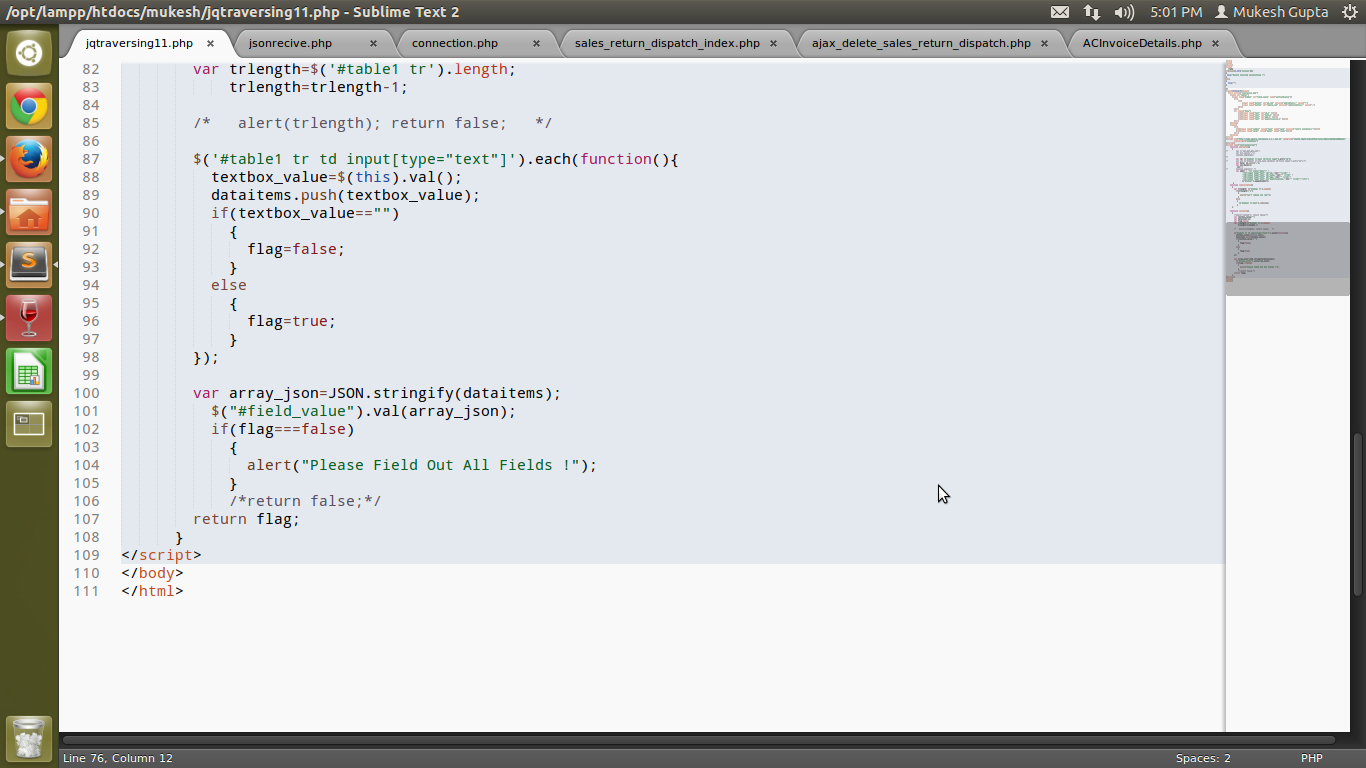 /opt/lampp/htdocs/mukesh/jqtraversing11.php - Sublime Text 2
5:01 PM Mukesh Gupta
jqtraversing11.php × jsonrecive.php × connection.php × sales_return_dispatch_index.php × ajax_delete_sales_return_dispatch.php × ACInvoiceDetails.php ×
82 var trlength=$('#table1 tr').length;
83 trlength=trlength-1;
84
85 /* alert(trlength); return false; */
86
87 $('#table1 tr td input[type="text"]').each(function(){
88 textbox_value=$(this).val();
89 dataitems.push(textbox_value);
90 if(textbox_value=="")
91 {
92 flag=false;
93 }
94 else
95 {
96 flag=true;
97 }
98 });
99
100 var array_json=JSON.stringify(dataitems);
101 $("#field_value").val(array_json);
102 if(flag===false)
103 {
104 alert("Please Field Out All Fields !");
105 }
106 /*return false;*/
107 return flag;
108 }
109 </script>
110 </body>
111 </html>
Line 76, Column 12
Spaces: 2 PHP